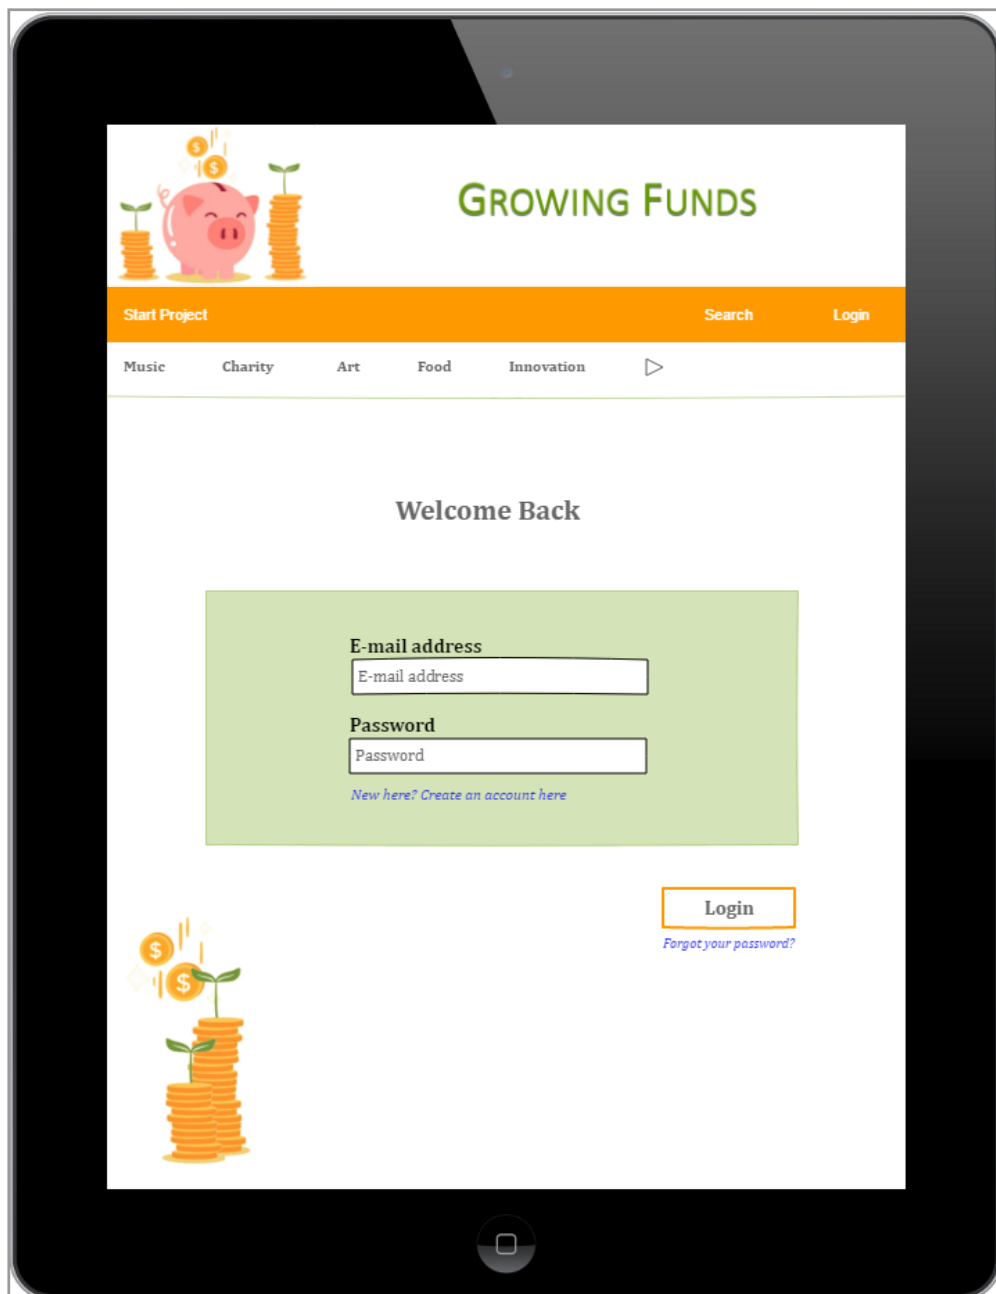 GROWING FUNDS
Start Project Search Login
Music Charity Art Food Innovation
Welcome Back
E-mail address
E-mail address
Password
Password
New here? Create an account here
Login
Forgot your password?
$
$
$
$